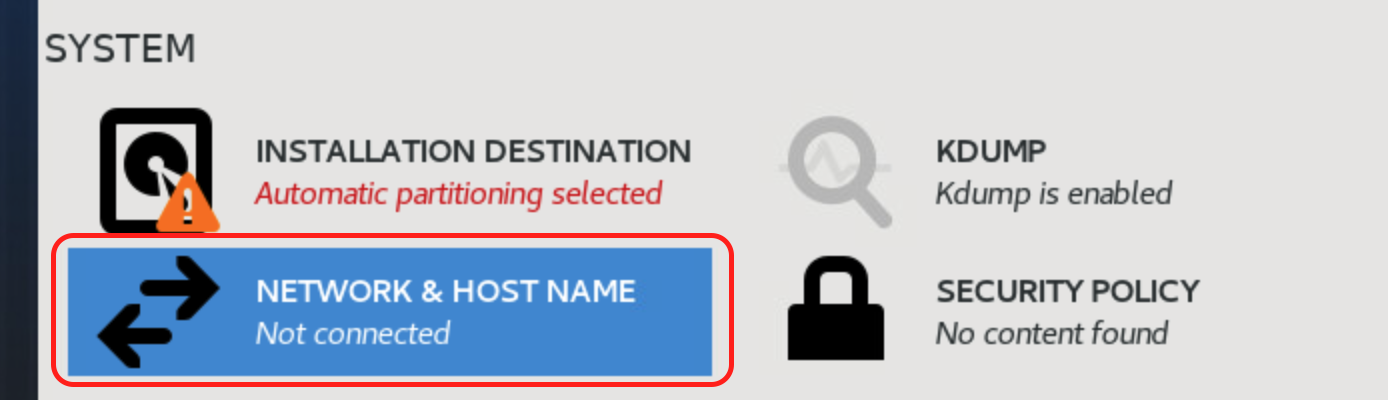 SYSTEM
INSTALLATION DESTINATION
Automatic partitioning selected
KDUMP
Kdump is enabled
NETWORK & HOST NAME
Not connected
SECURITY POLICY
No content found